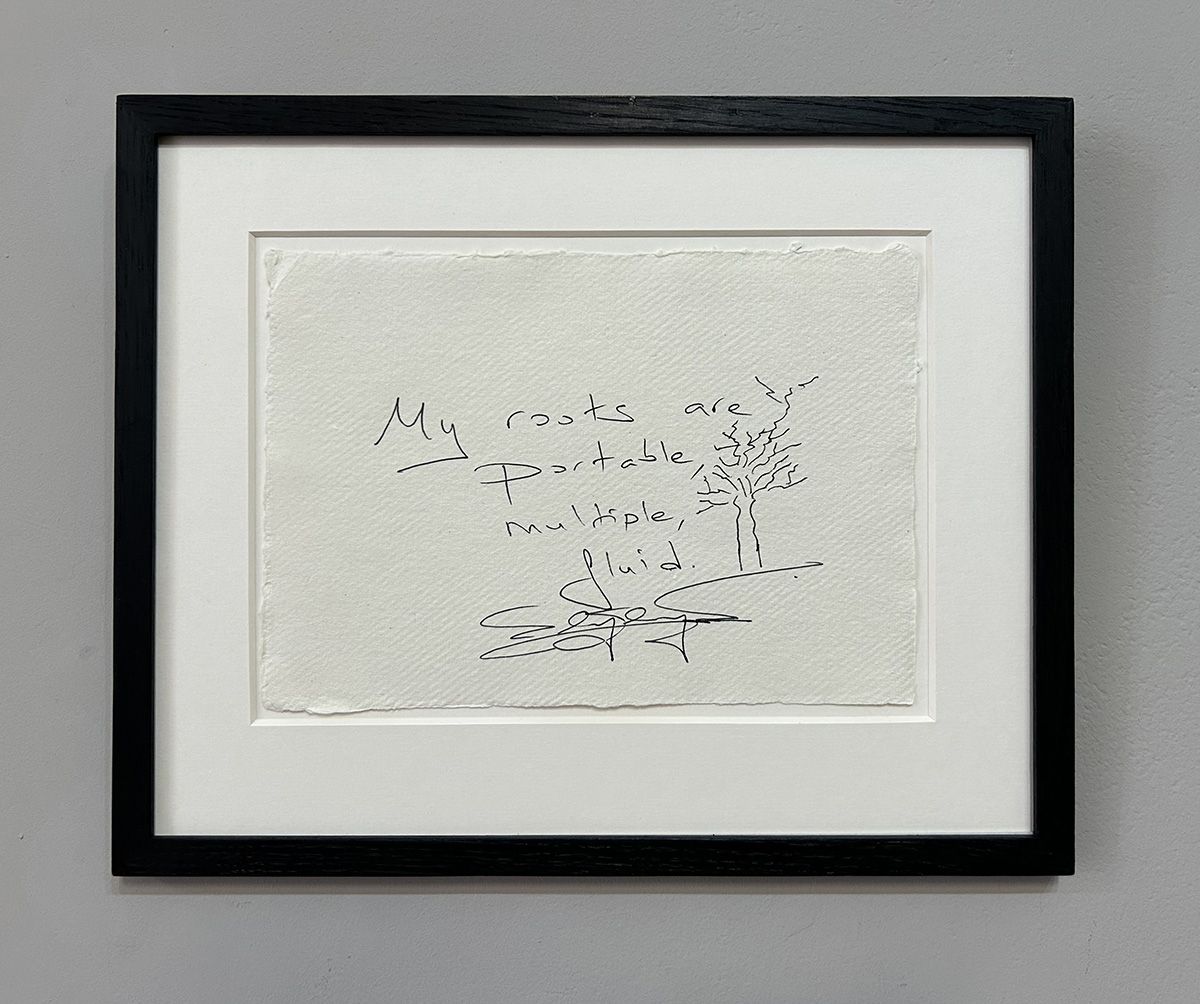 My roots are
portable,
multiple,
fluid.